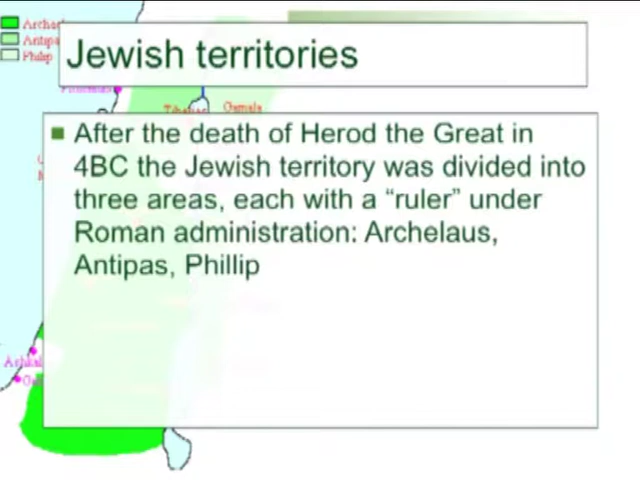 Jewish territories
Philip
Gamala
■ After the death of Herod the Great in
4BC the Jewish territory was divided into
three areas, each with a “ruler” under
Roman administration: Archelaus,
Antipas, Phillip